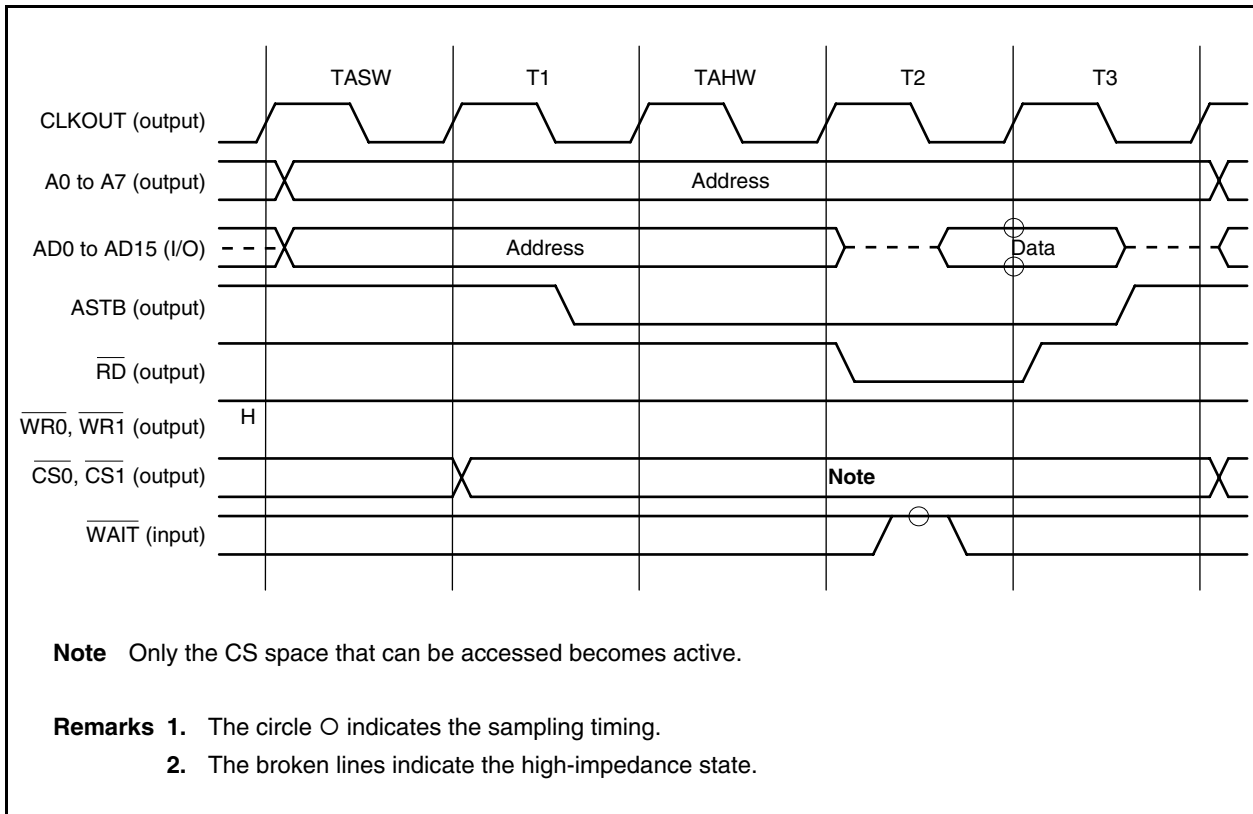 TASW T1 TAHW T2 T3
CLKOUT (output)
A0 to A7 (output) Address
AD0 to AD15 (I/O) Address Data
ASTB (output)
RD (output)
WR0, WR1 (output) H
CS0, CS1 (output) Note
WAIT (input)
Note Only the CS space that can be accessed becomes active.
Remarks 1. The circle O indicates the sampling timing.
2. The broken lines indicate the high-impedance state.